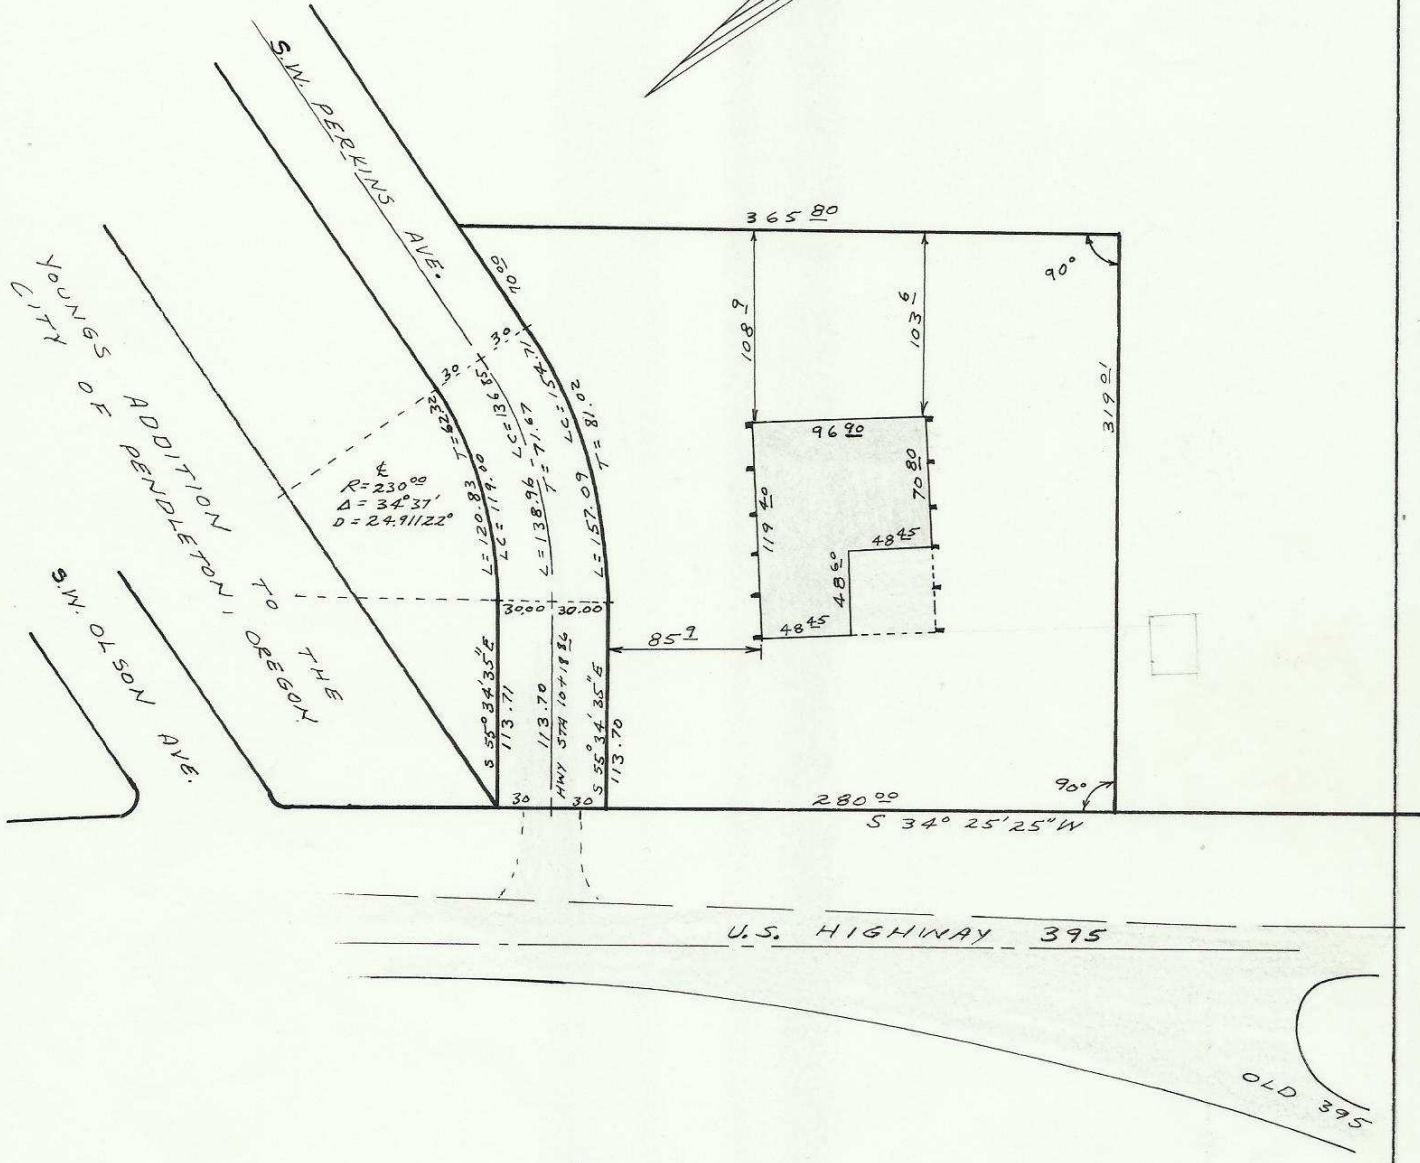 S.W. PERKINS AVE.
365 80
70.00
90°
YOUNGS ADDITION TO THE
CITY OF PENDLETON, OREGON
108 9
103 6
319 01
30
30
℄
R=230 00
Δ = 34°37'
D = 24.91122°
T=62.32
L = 120.83
LC = 119.00
LC=136.85
L=138.96
T= 71.67
LC = 154.71
T = 81.02
L = 157.09
96 90
119 40
70 80
48 45
48 60
48 45
85 9
30.00
30.00
S.W. OLSON AVE.
S 55° 34' 35" E
113.71
113.70
HWY STA 10+18 86
S 55° 34' 35" E
113.70
30
30
280 00
90°
S 34° 25' 25" W
U.S. HIGHWAY 395
OLD 395